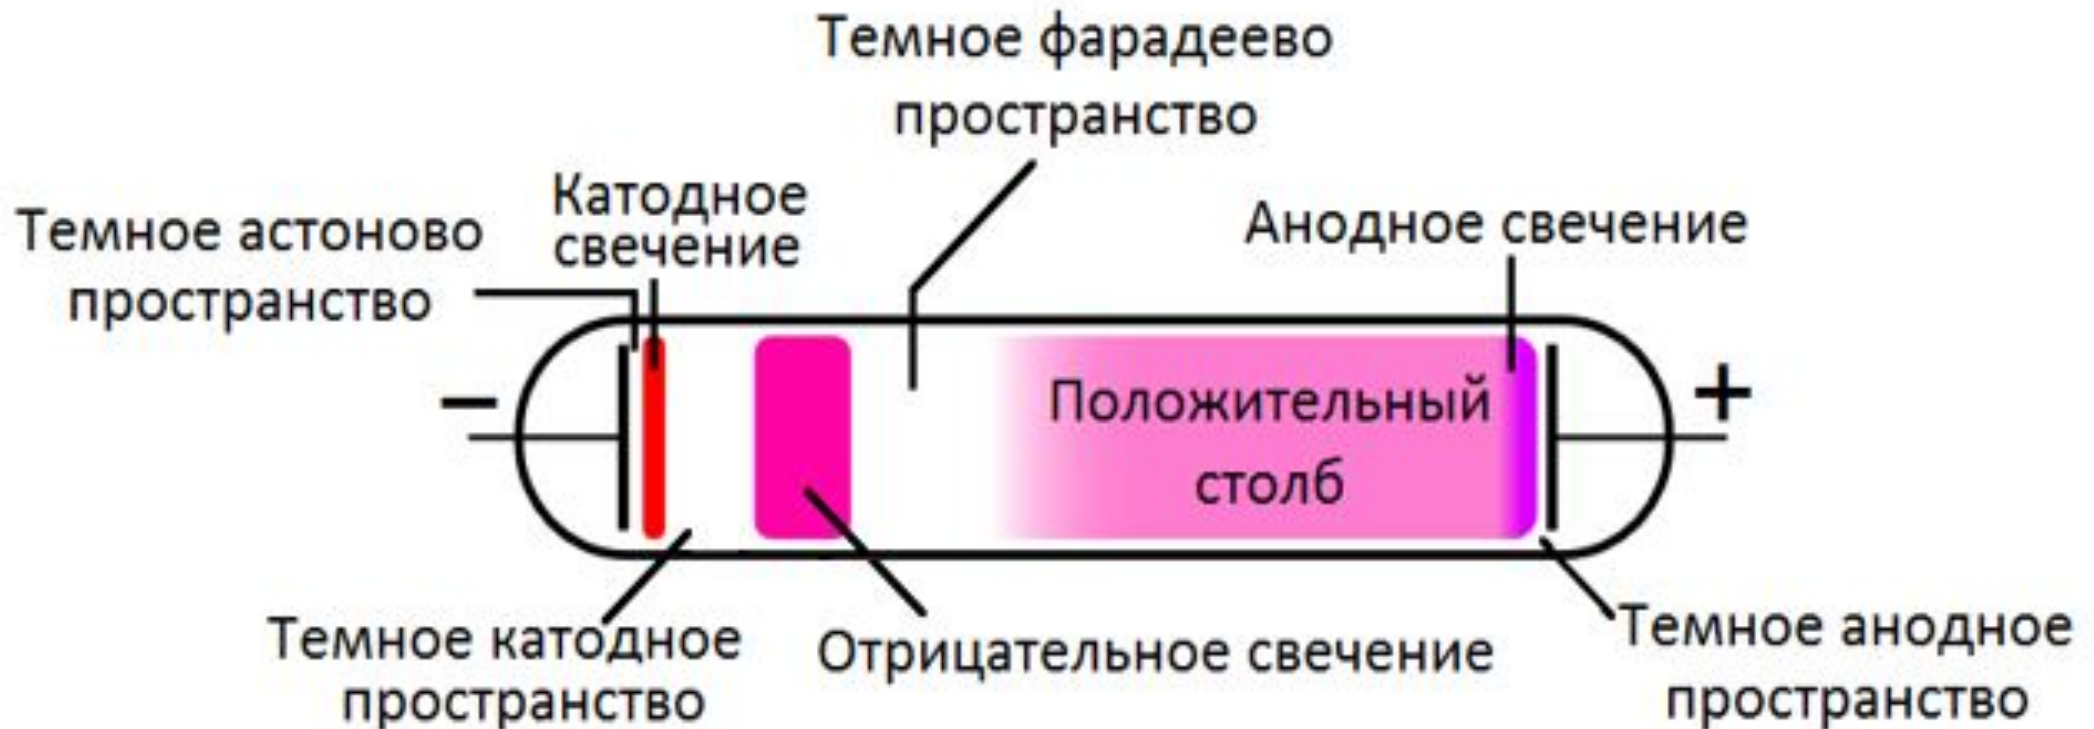 Темное фарадеево
пространство
Катодное
свечение
Темное астоново
пространство
Анодное свечение
–
+
Положительный
столб
Темное катодное
пространство
Отрицательное свечение
Темное анодное
пространство